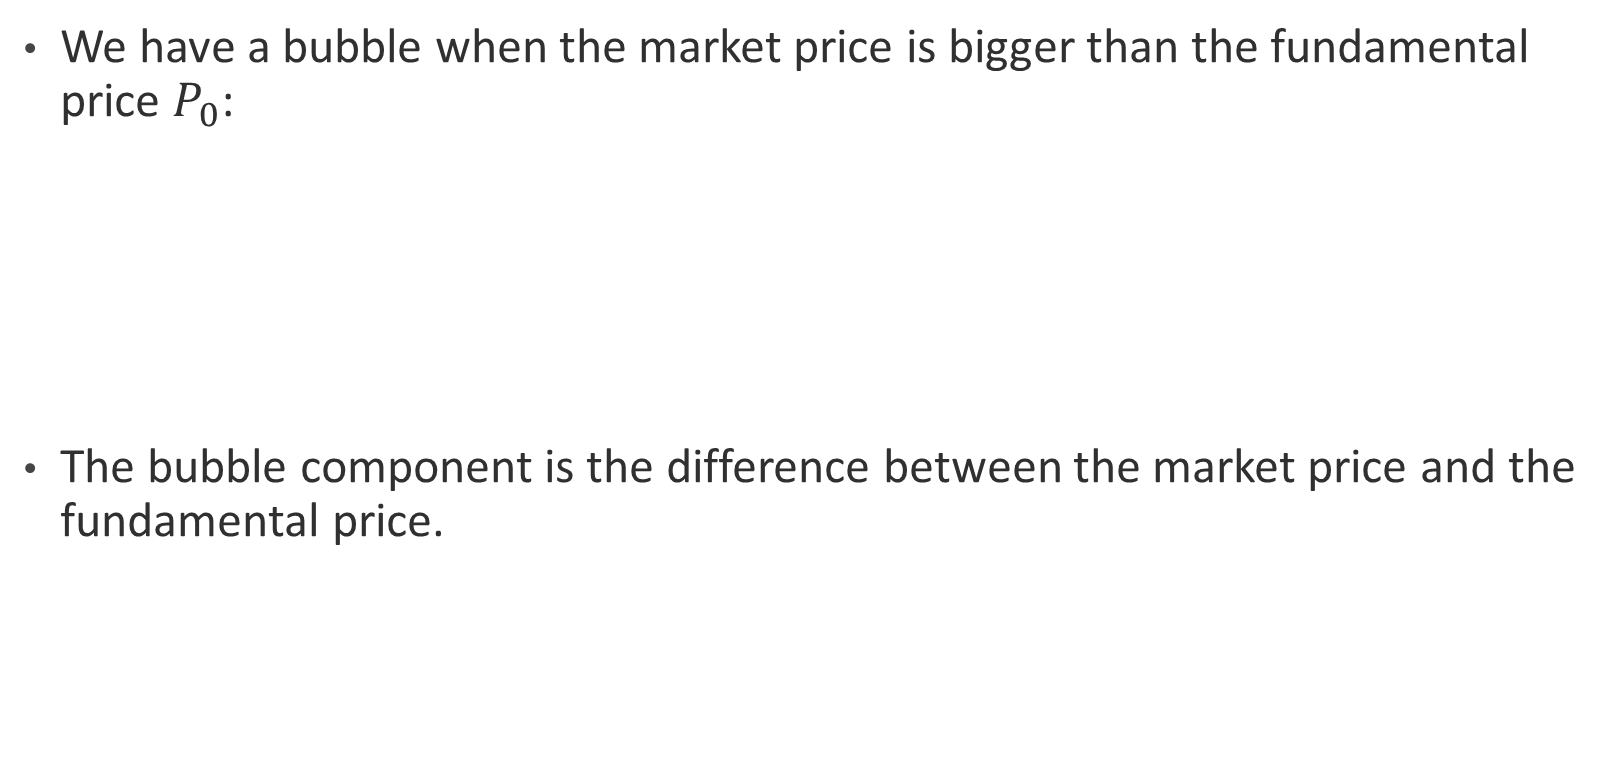 • We have a bubble when the market price is bigger than the fundamental
price P₀:
• The bubble component is the difference between the market price and the
fundamental price.